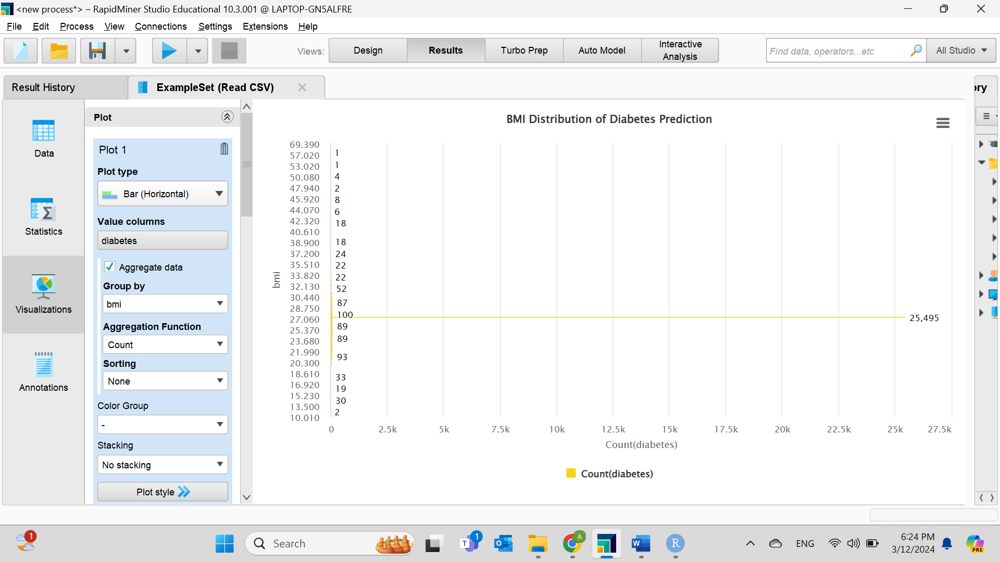 <new process*> – RapidMiner Studio Educational 10.3.001 @ LAPTOP-GN5ALFRE
File Edit Process View Connections Settings Extensions Help
Views: Design Results Turbo Prep Auto Model Interactive Analysis
Find data, operators...etc All Studio
Result History
ExampleSet (Read CSV)
ory
Data
Statistics
Visualizations
Annotations
Plot
Plot 1
Plot type
Bar (Horizontal)
Value columns
diabetes
Aggregate data
Group by
bmi
Aggregation Function
Count
Sorting
None
Color Group
-
Stacking
No stacking
Plot style
BMI Distribution of Diabetes Prediction
bmi
69.390
57.020
53.020
50.080
47.940
45.920
44.070
42.320
40.610
38.900
37.200
35.510
33.820
32.130
30.440
28.750
27.060
25.370
23.680
21.990
20.300
18.610
16.920
15.230
13.500
10.010
1
1
4
2
8
6
18
18
24
22
22
52
87
100
25,495
89
89
93
33
19
30
2
0 2.5k 5k 7.5k 10k 12.5k 15k 17.5k 20k 22.5k 25k 27.5k
Count(diabetes)
Count(diabetes)
1
Search
T
1
O
A
W
R
ENG
6:24 PM
3/12/2024
PRE